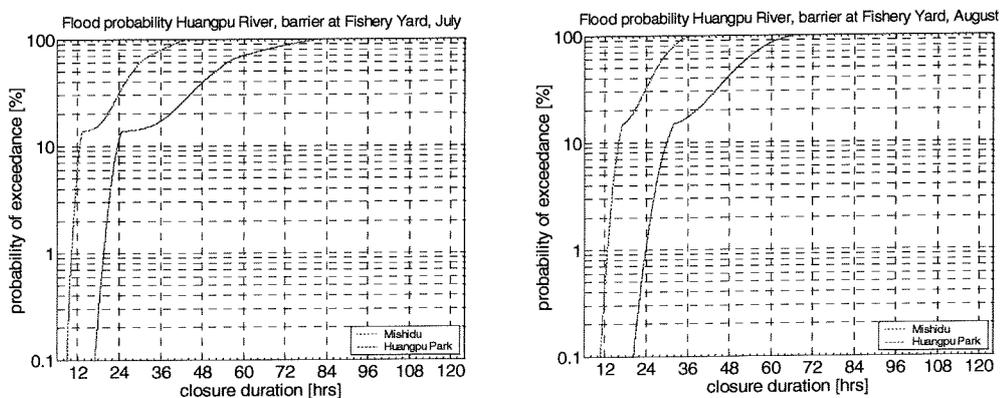 Flood probability Huangpu River, barrier at Fishery Yard, July
probability of exceedance [%]
100
10
1
0.1
12 24 36 48 60 72 84 96 108 120
closure duration [hrs]
Mishidu
Huangpu Park
Flood probability Huangpu River, barrier at Fishery Yard, August
probability of exceedance [%]
100
10
1
0.1
12 24 36 48 60 72 84 96 108 120
closure duration [hrs]
Mishidu
Huangpu Park